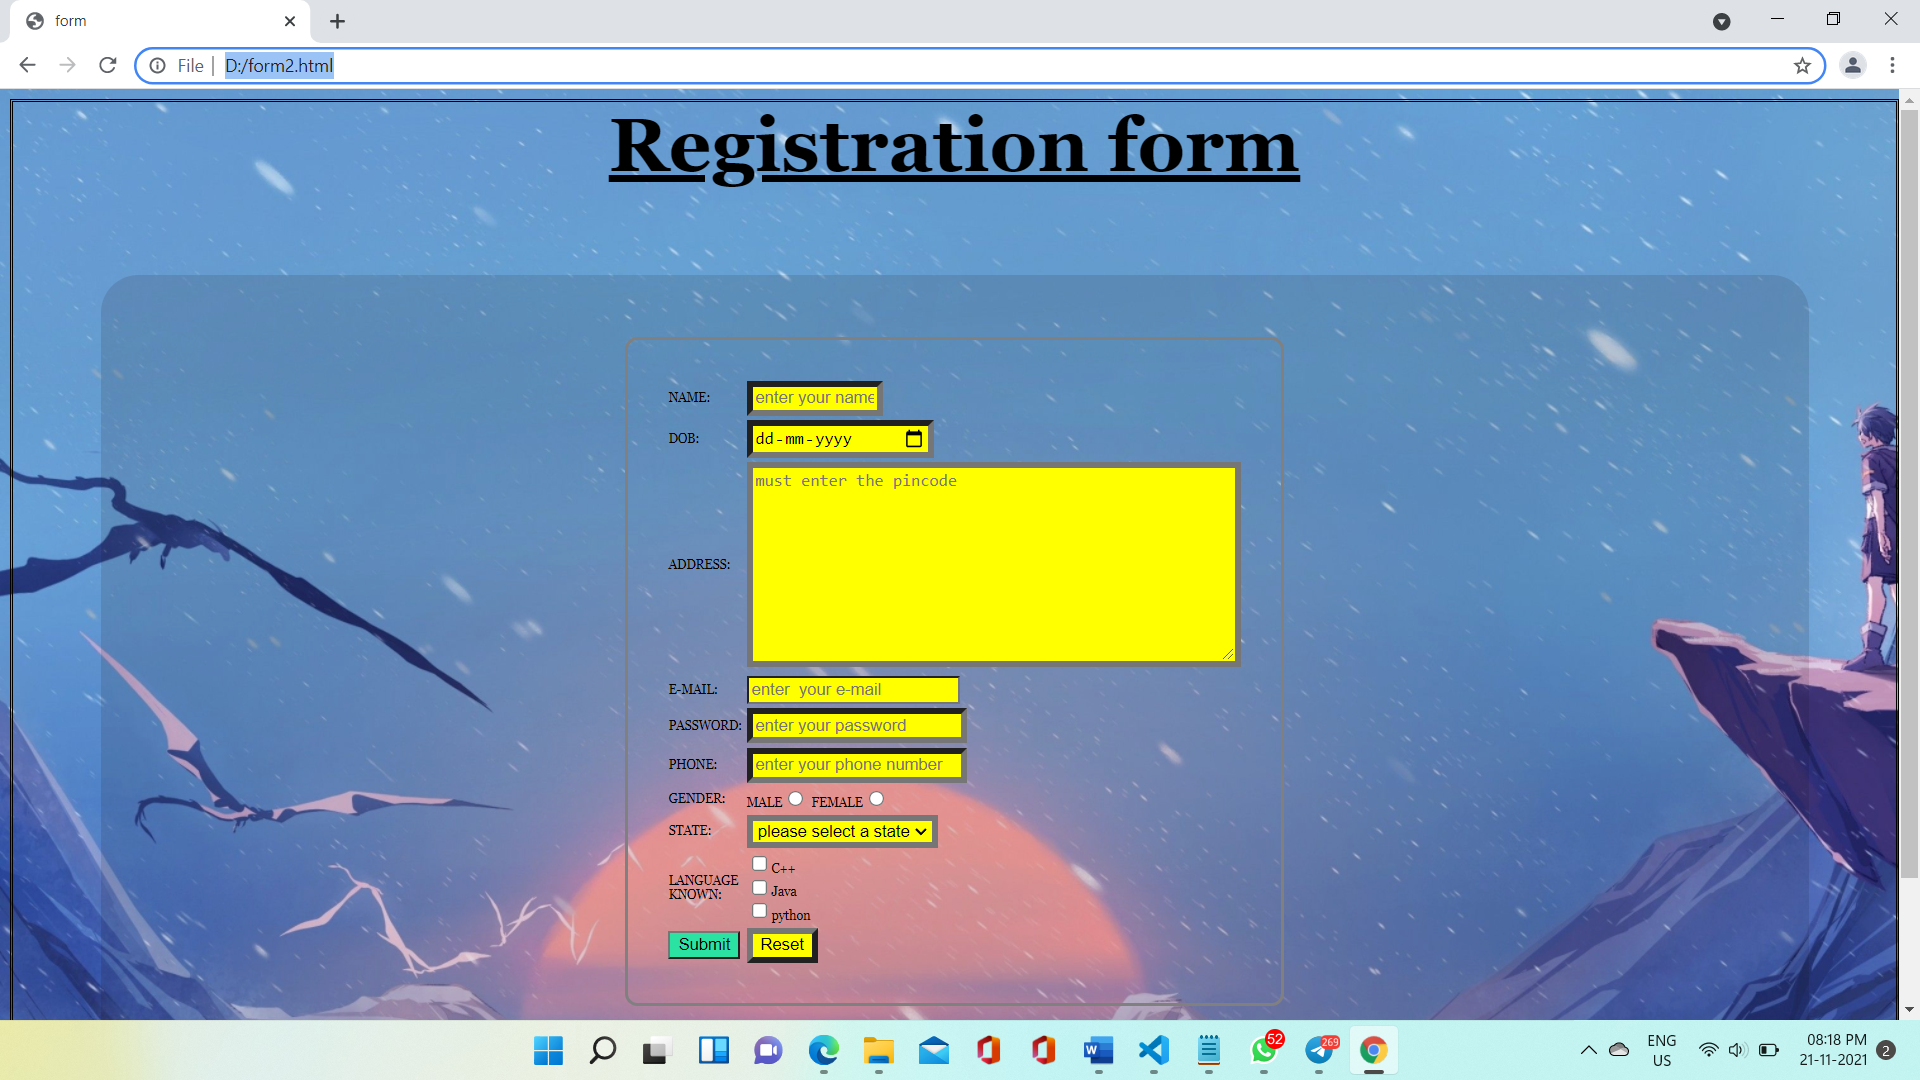 form
File
D:/form2.html
Registration form
NAME:
enter your name
DOB:
dd-mm-yyyy
ADDRESS:
must enter the pincode
E-MAIL:
enter  your e-mail
PASSWORD:
enter your password
PHONE:
enter your phone number
GENDER:
MALE FEMALE
STATE:
please select a state
LANGUAGE
KNOWN:
C++
Java
python
Submit Reset
W
52
269
ENG
US
08:18 PM
21-11-2021
2